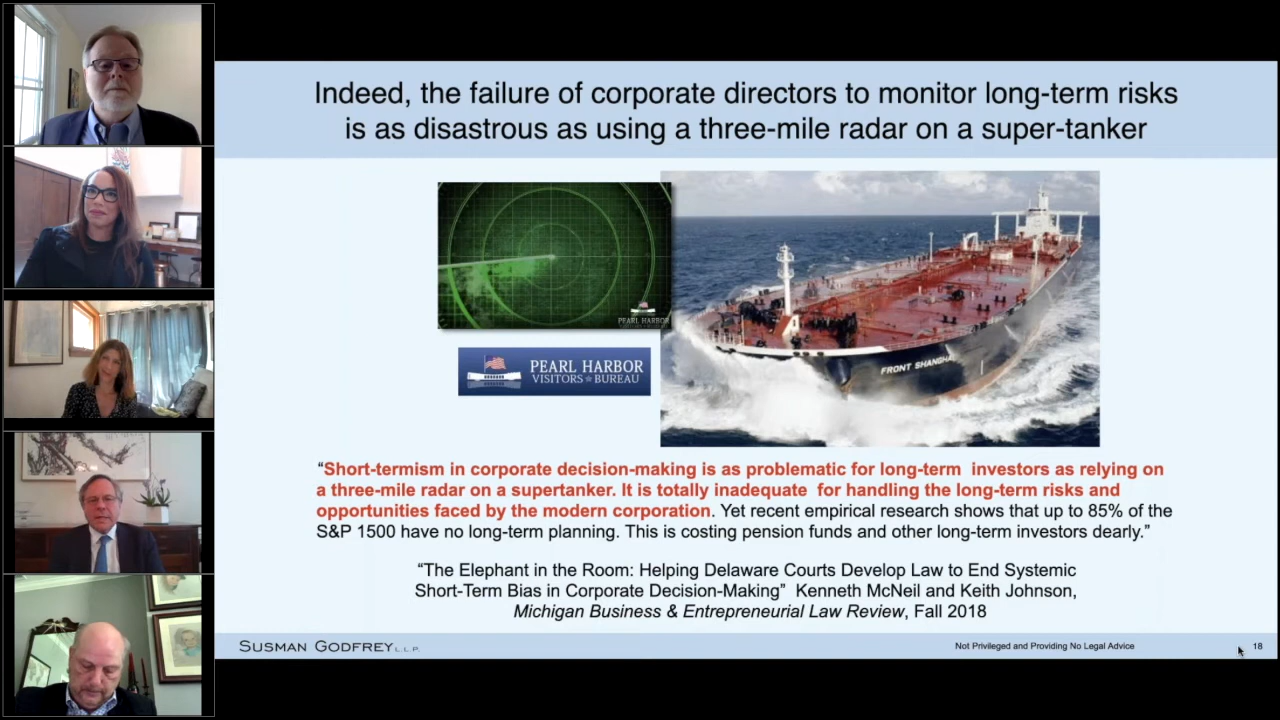 Indeed, the failure of corporate directors to monitor long-term risks
is as disastrous as using a three-mile radar on a super-tanker
PEARL HARBOR
PEARL HARBOR
VISITORS BUREAU
FRONT SHANGHA
“Short-termism in corporate decision-making is as problematic for long-term investors as relying on
a three-mile radar on a supertanker. It is totally inadequate for handling the long-term risks and
opportunities faced by the modern corporation. Yet recent empirical research shows that up to 85% of the
S&P 1500 have no long-term planning. This is costing pension funds and other long-term investors dearly.”
“The Elephant in the Room: Helping Delaware Courts Develop Law to End Systemic
Short-Term Bias in Corporate Decision-Making” Kenneth McNeil and Keith Johnson,
Michigan Business & Entrepreneurial Law Review, Fall 2018
SUSMAN GODFREY L.L.P.
Not Privileged and Providing No Legal Advice
18